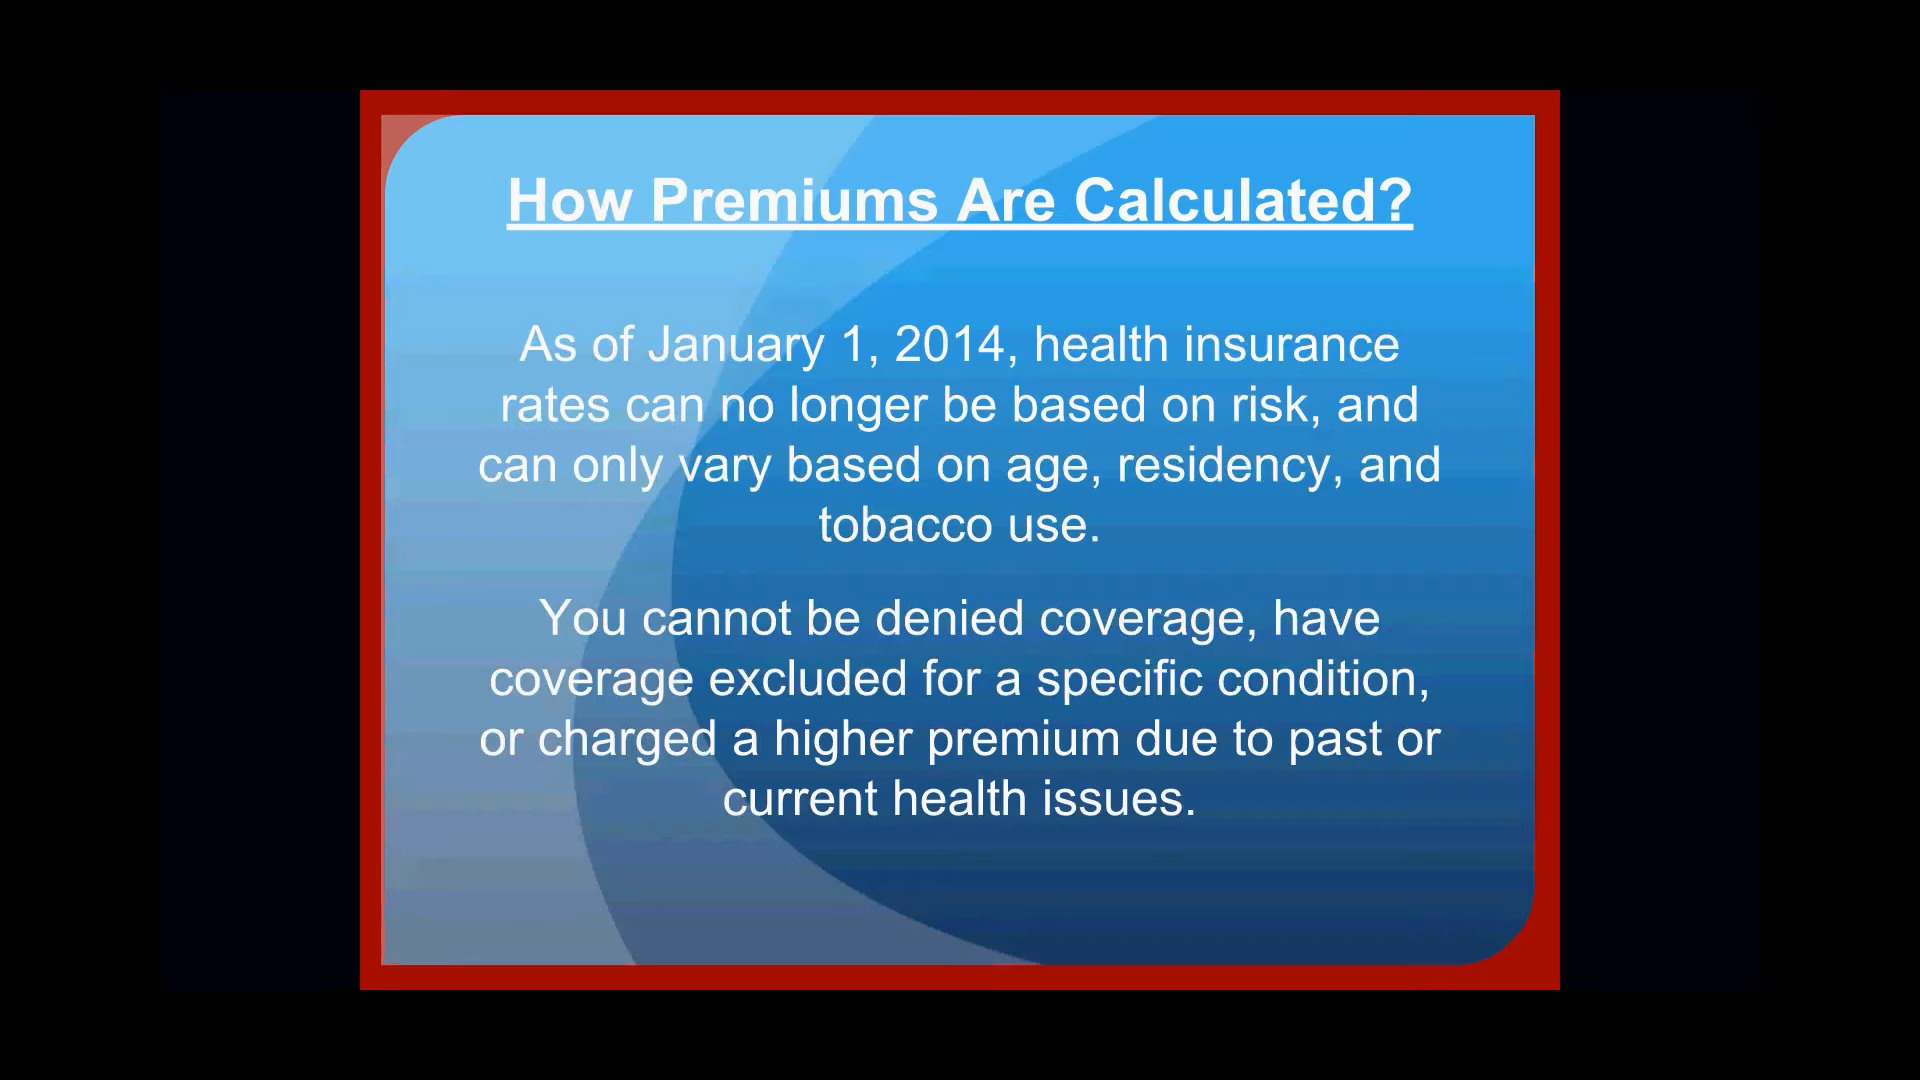 How Premiums Are Calculated?
As of January 1, 2014, health insurance
rates can no longer be based on risk, and
can only vary based on age, residency, and
tobacco use.
You cannot be denied coverage, have
coverage excluded for a specific condition,
or charged a higher premium due to past or
current health issues.